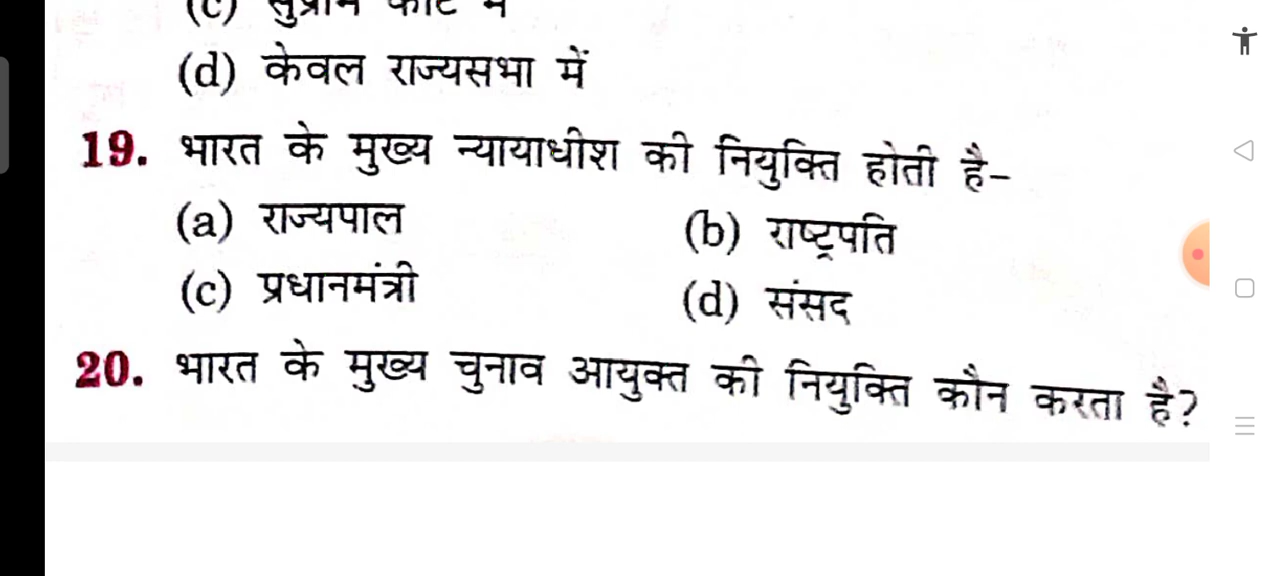 (d) केवल राज्यसभा में
19. भारत के मुख्य न्यायाधीश की नियुक्ति होती है–
(a) राज्यपाल (b) राष्ट्रपति
(c) प्रधानमंत्री (d) संसद
20. भारत के मुख्य चुनाव आयुक्त की नियुक्ति कौन करता है?